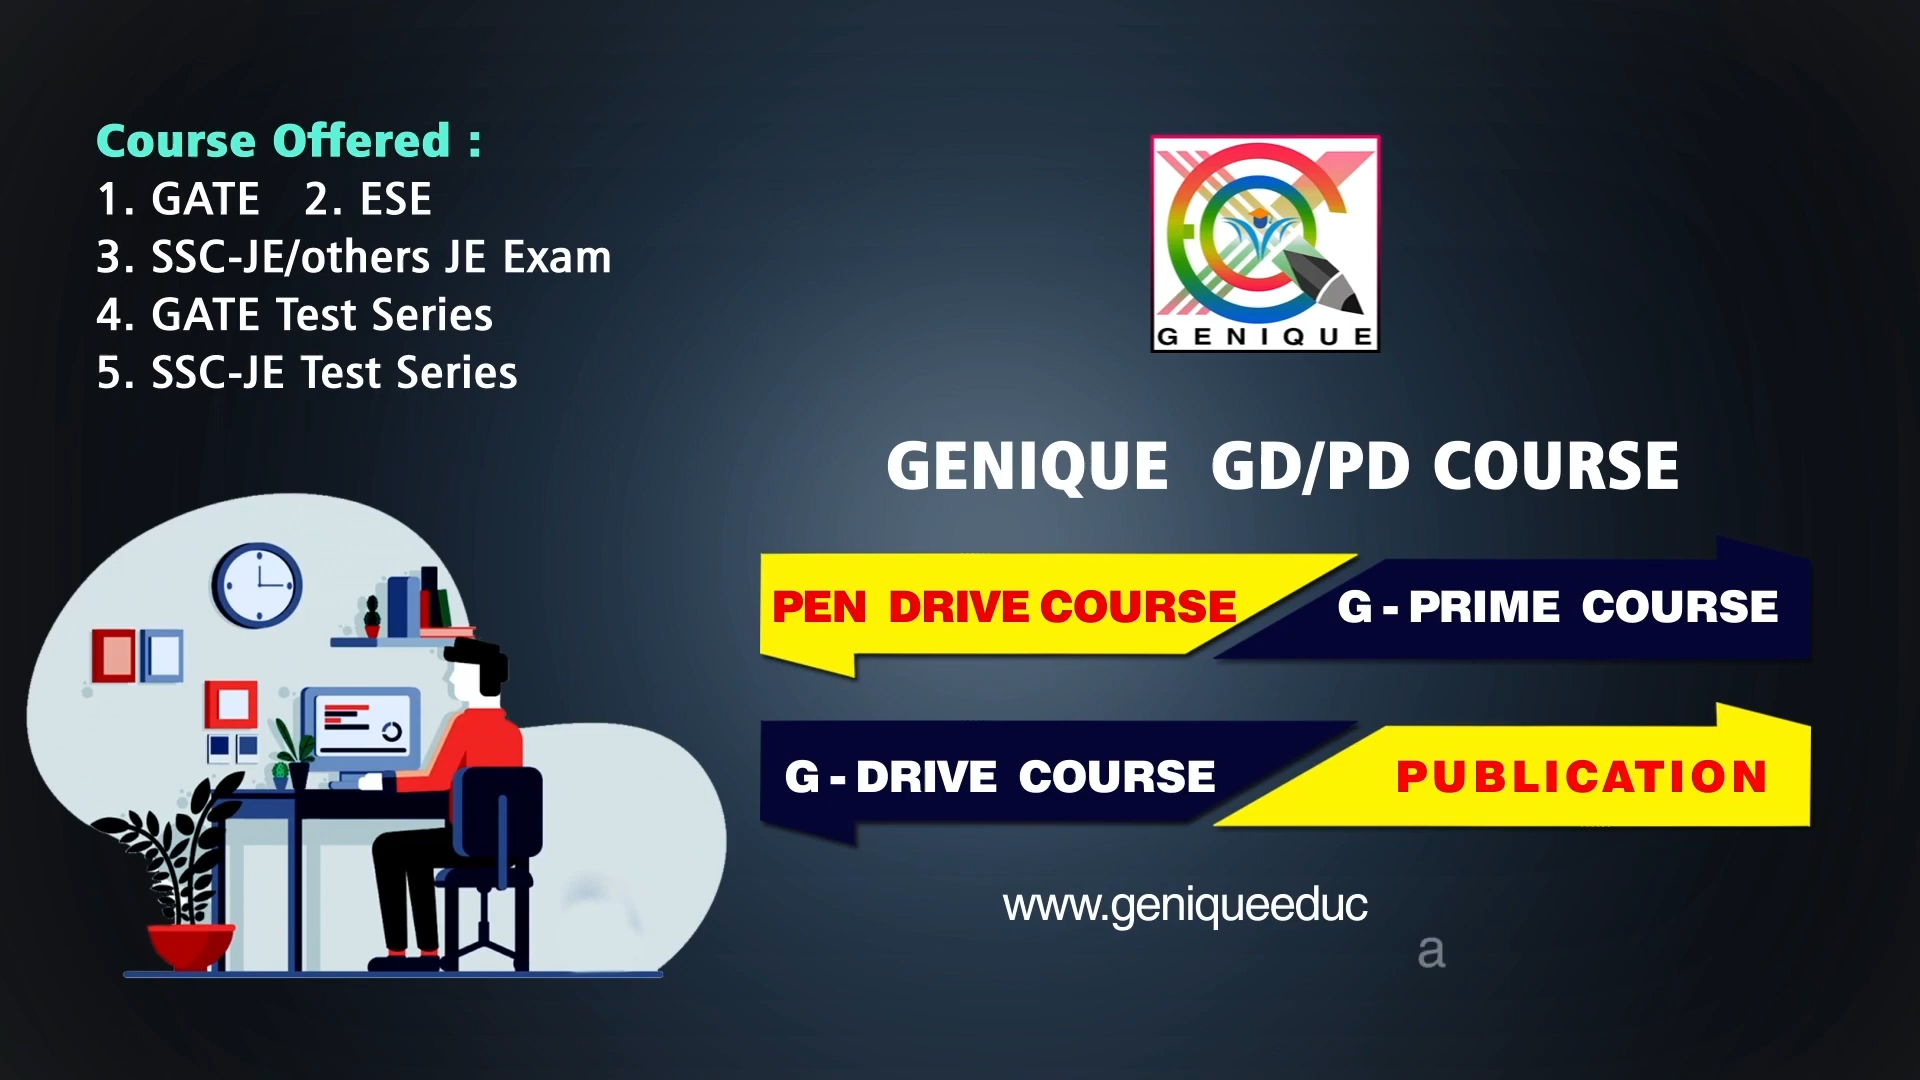 Course Offered :
1. GATE 2. ESE
3. SSC-JE/others JE Exam
4. GATE Test Series
5. SSC-JE Test Series
GENIQUE
GENIQUE GD/PD COURSE
PEN DRIVE COURSE
G - PRIME COURSE
G - DRIVE COURSE
PUBLICATION
www.geniqueeduc
a